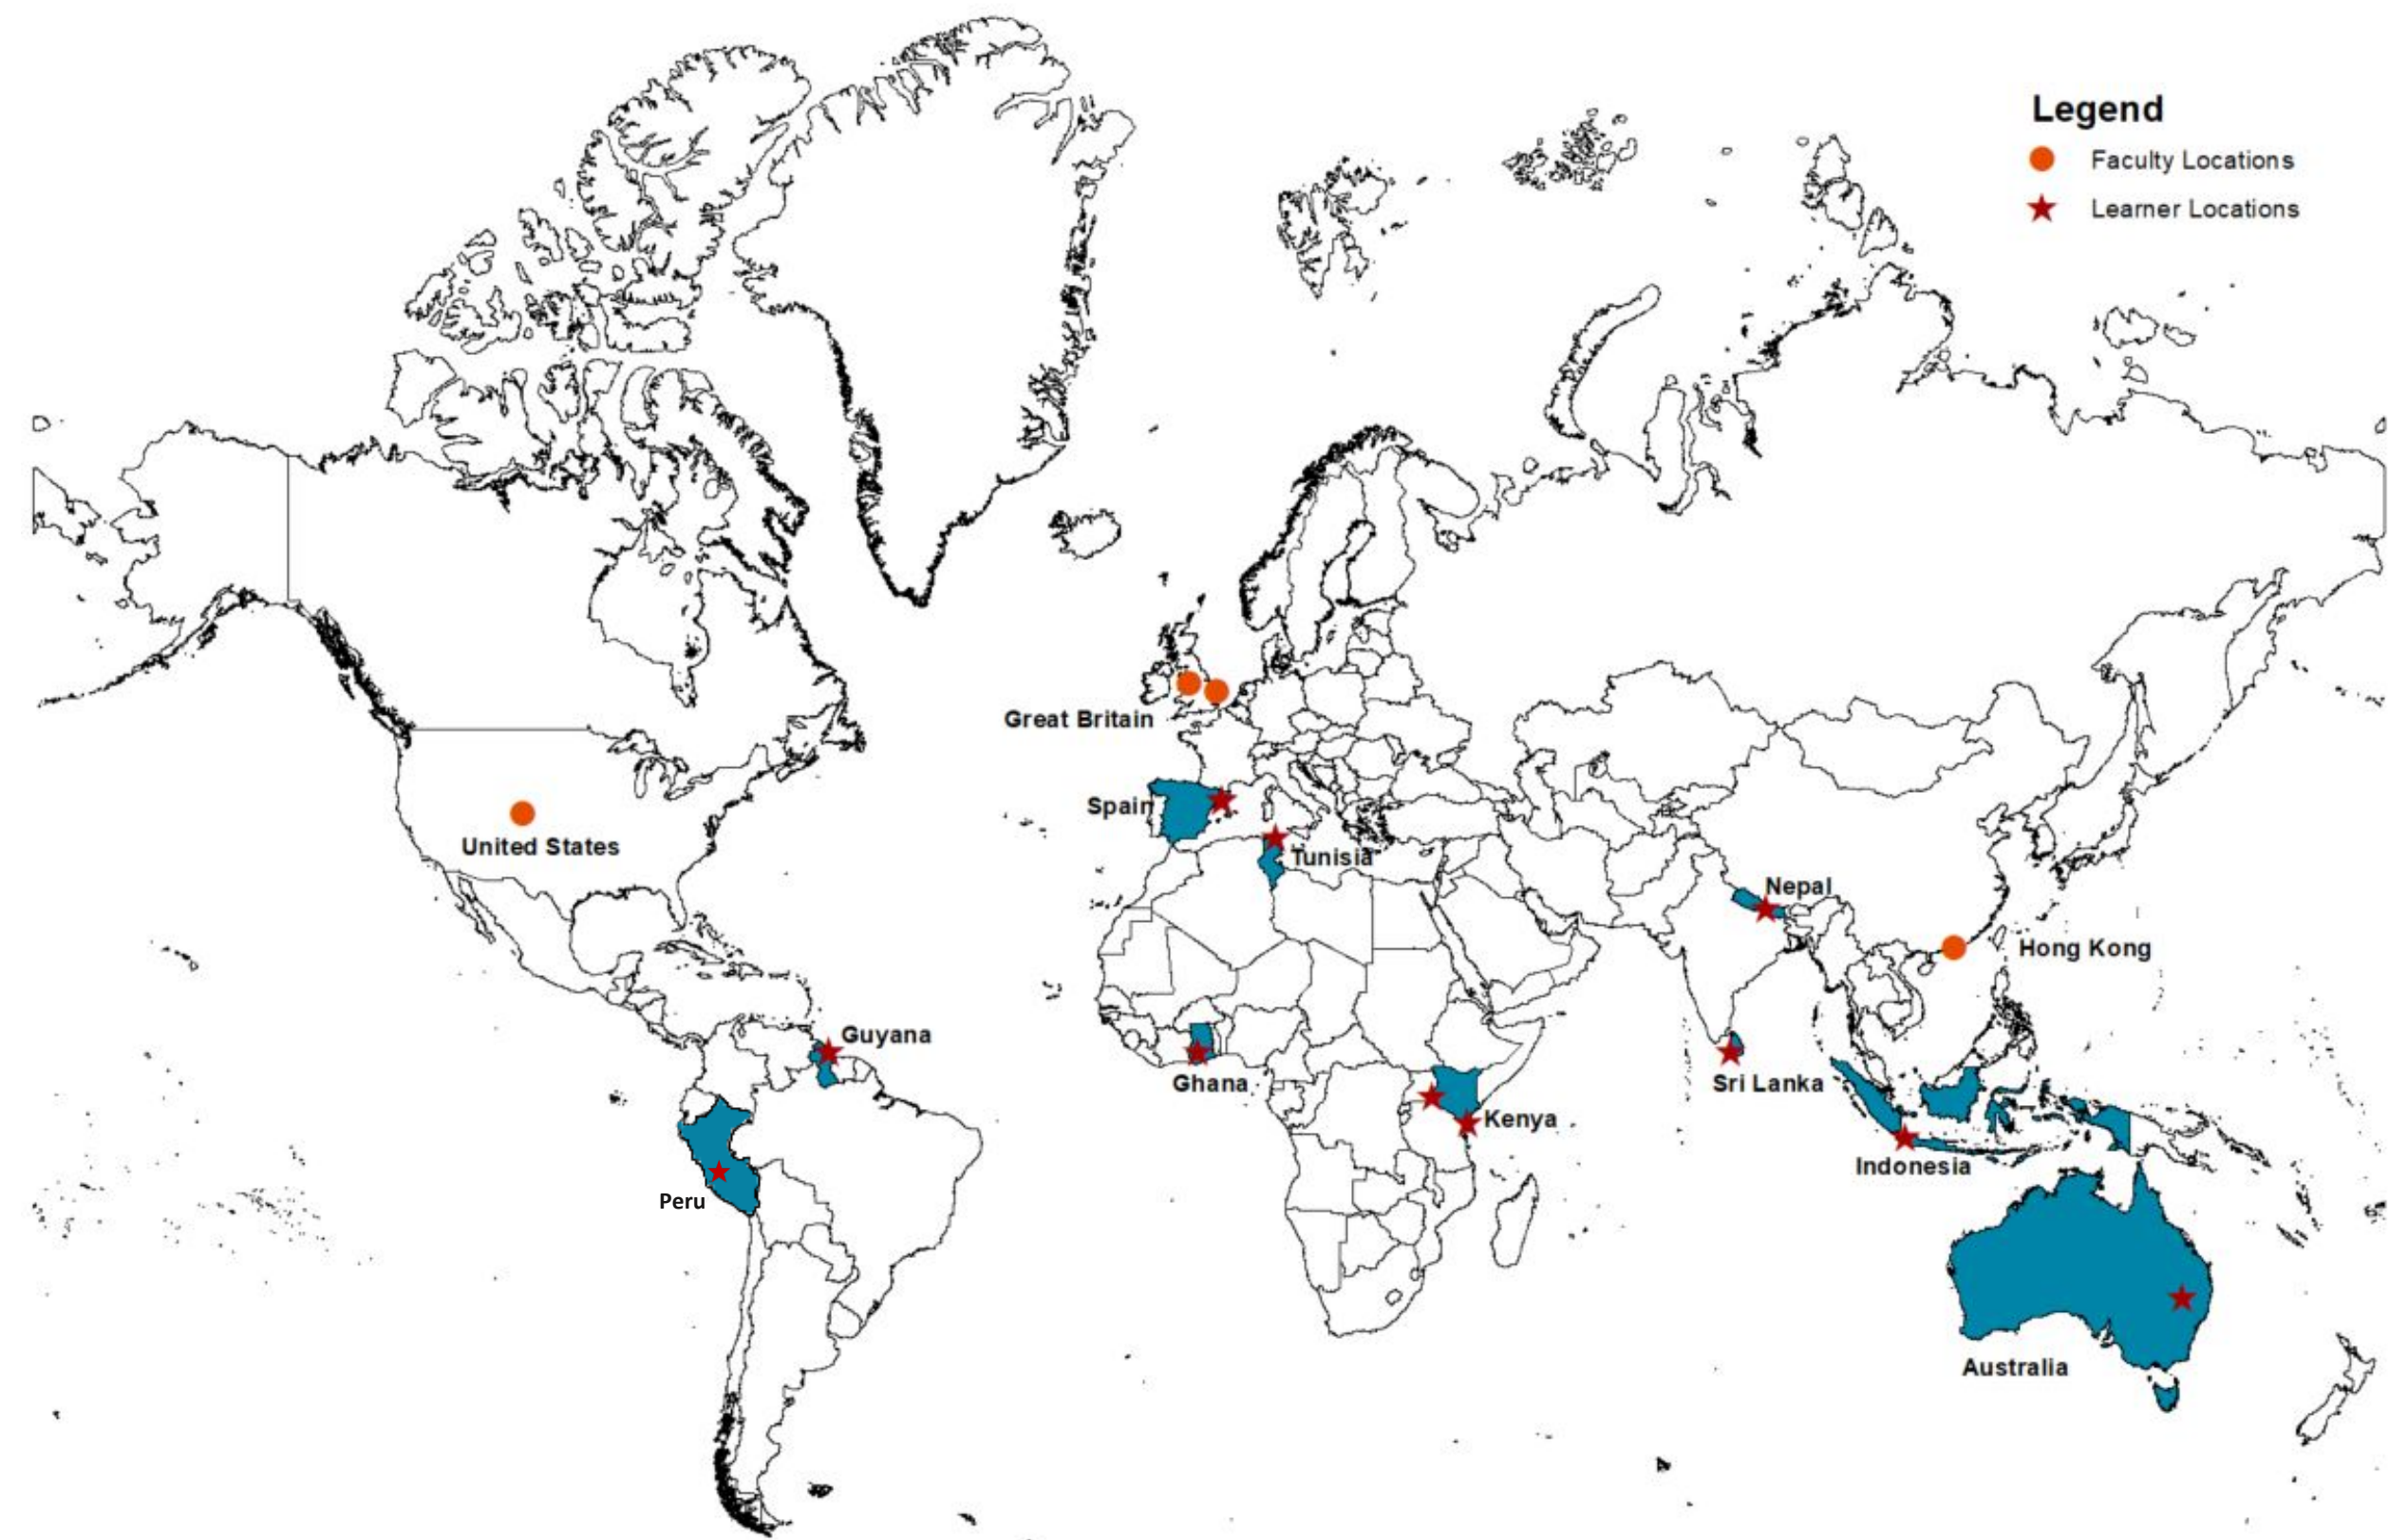 Legend
Faculty Locations
Learner Locations
Great Britain
Spain
United States
Tunisia
Nepal
Hong Kong
Guyana
Ghana
Sri Lanka
Kenya
Indonesia
Peru
Australia